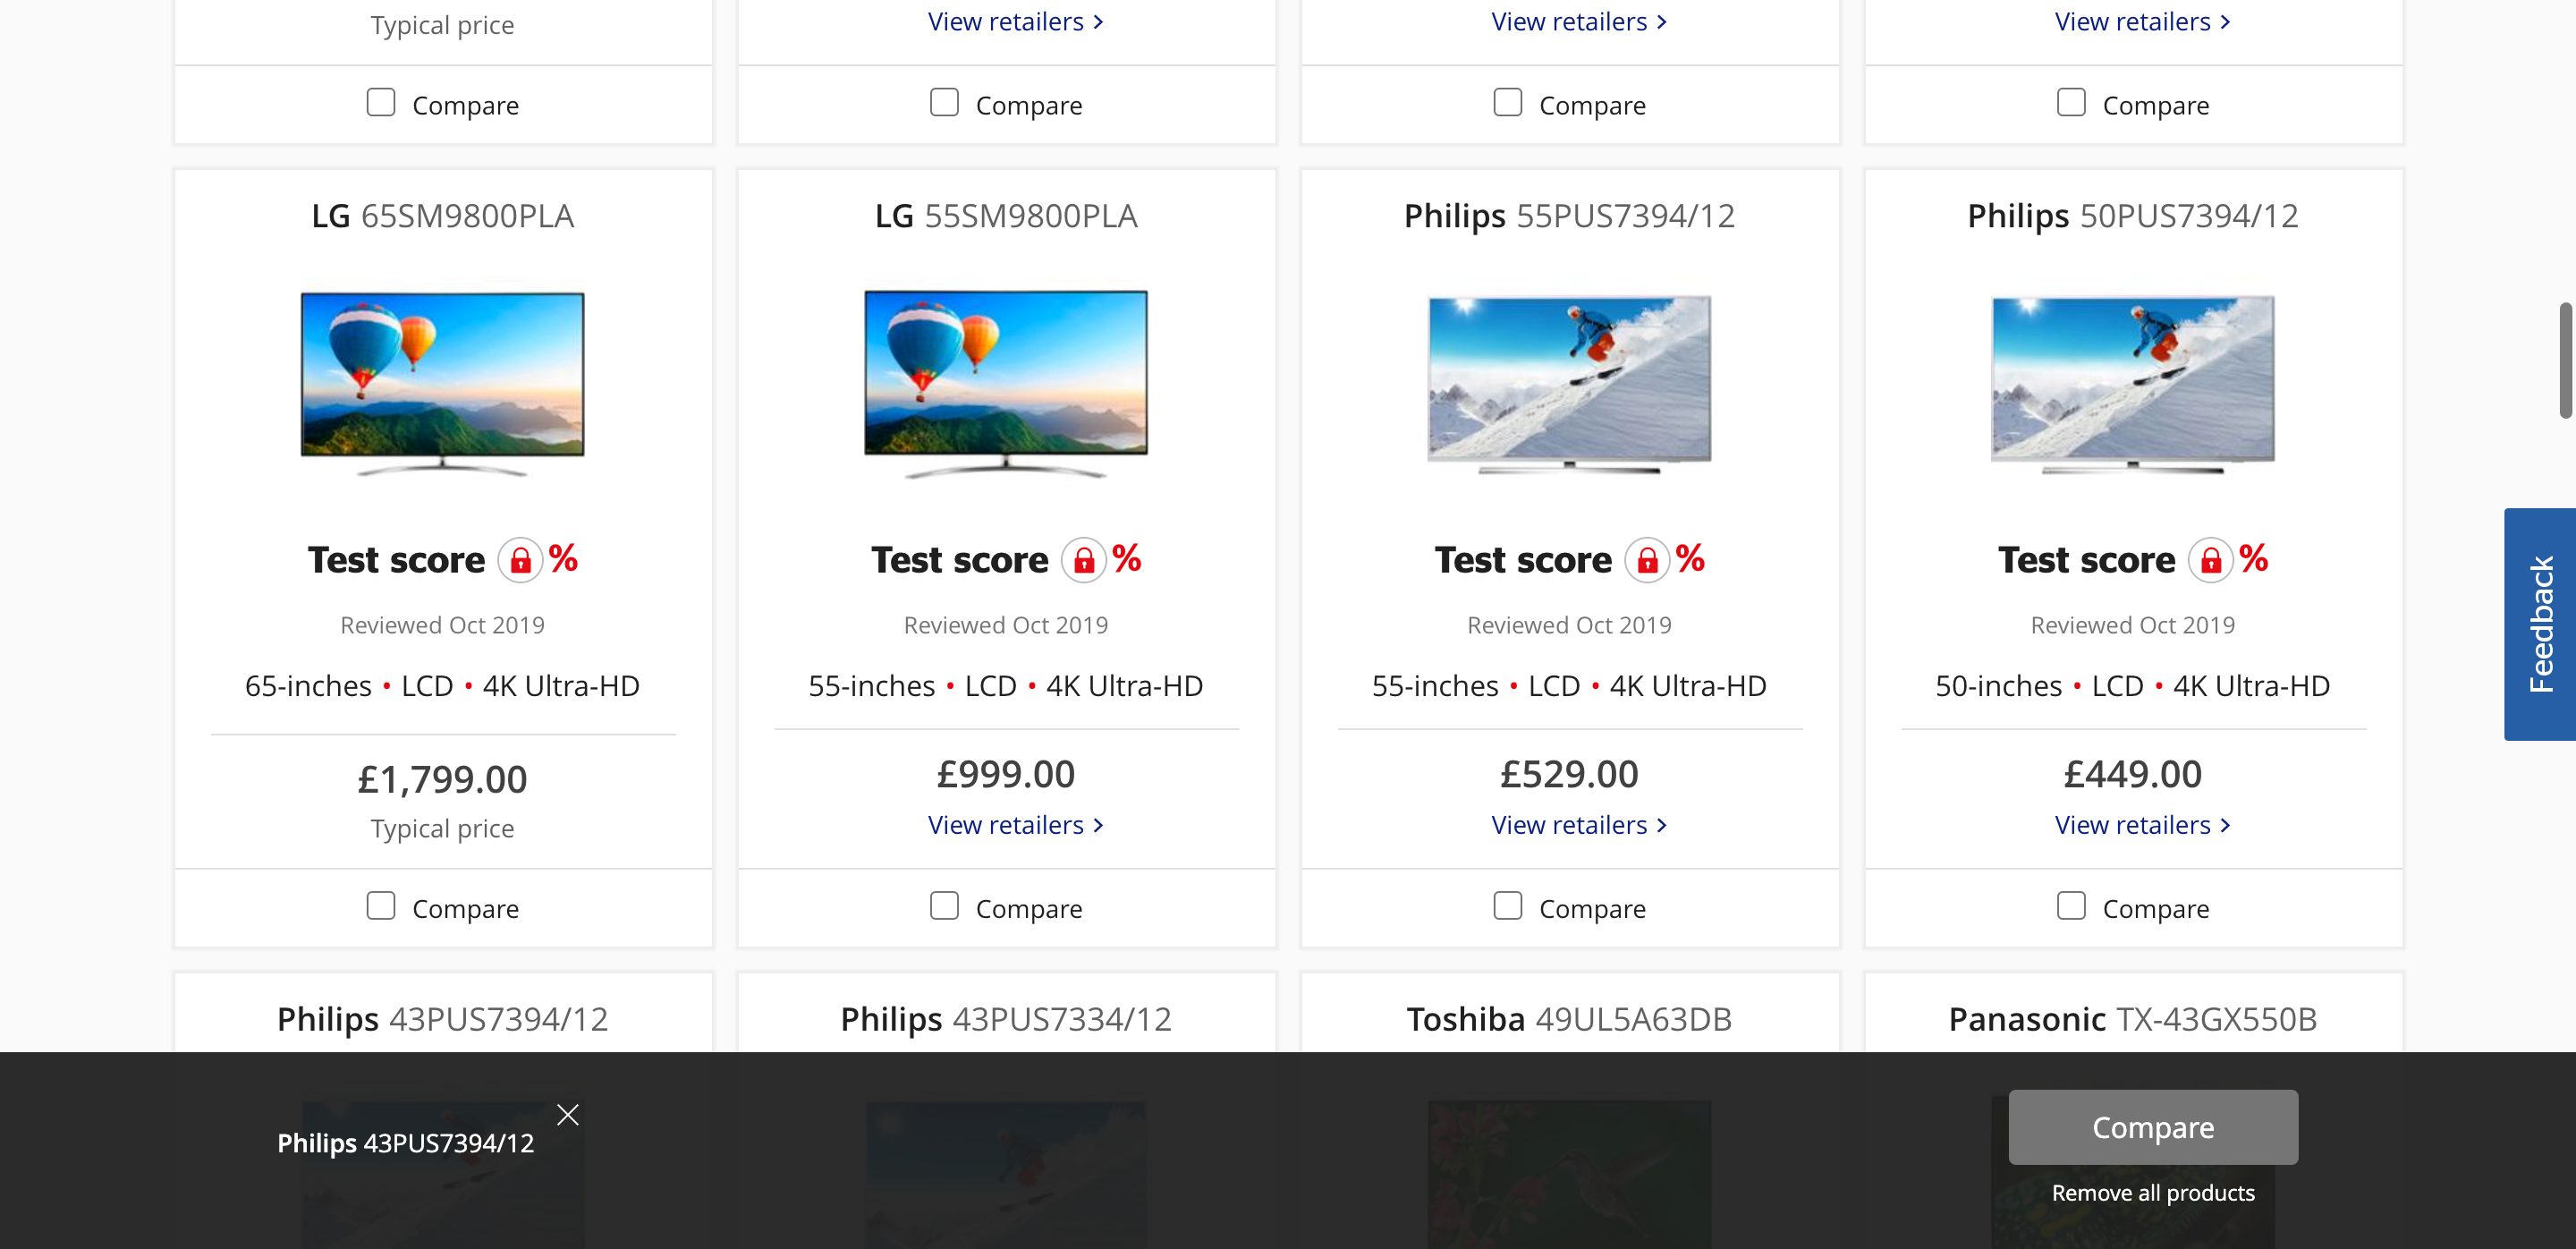 Typical price
View retailers
View retailers
View retailers
Compare
Compare
Compare
Compare
LG 65SM9800PLA
LG 55SM9800PLA
Philips 55PUS7394/12
Philips 50PUS7394/12
Test score %
Test score %
Test score %
Test score %
Reviewed Oct 2019
Reviewed Oct 2019
Reviewed Oct 2019
Reviewed Oct 2019
65-inches • LCD • 4K Ultra-HD
55-inches • LCD • 4K Ultra-HD
55-inches • LCD • 4K Ultra-HD
50-inches • LCD • 4K Ultra-HD
£1,799.00
£999.00
£529.00
£449.00
Typical price
View retailers
View retailers
View retailers
Compare
Compare
Compare
Compare
Feedback
Philips 43PUS7394/12
Philips 43PUS7334/12
Toshiba 49UL5A63DB
Panasonic TX-43GX550B
Philips 43PUS7394/12
Compare
Remove all products